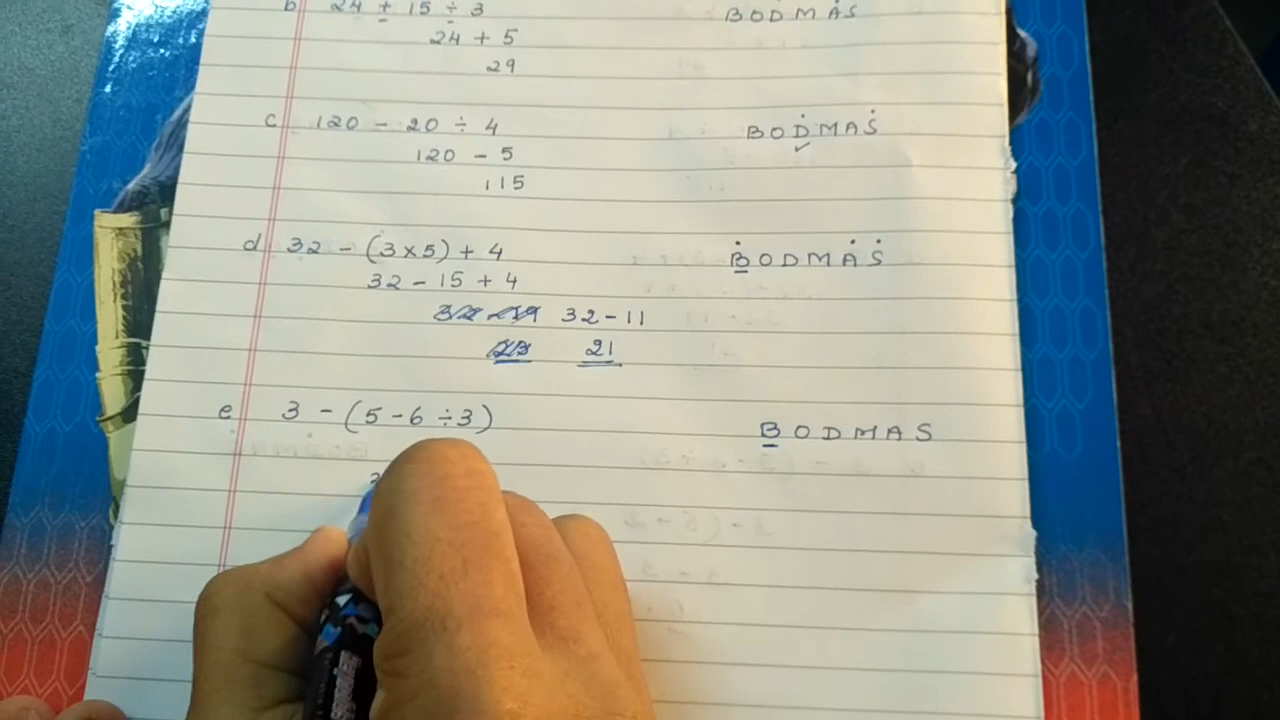 b 24 + 15 ÷ 3 BODMAS
24 + 5
29
c 120 - 20 ÷ 4 BODMAS
120 - 5
115
d 32 - (3×5) + 4 BODMAS
32 - 15 + 4
32 - 11
21
e 3 - (5 - 6 ÷ 3) BODMAS